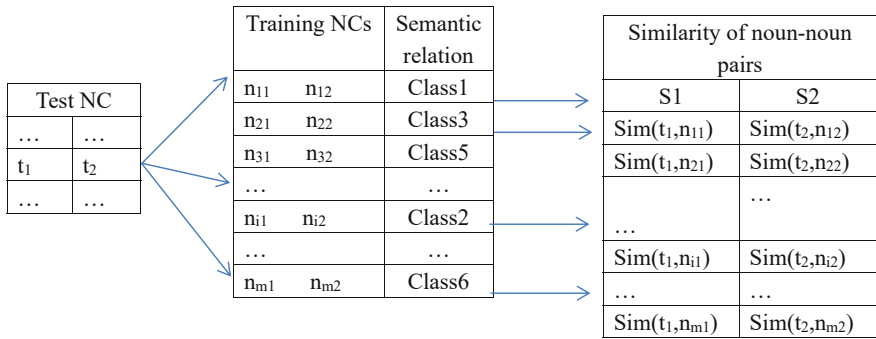 Test NC
… …
t₁ t₂
… …
Training NCs Semantic relation
n₁₁ n₁₂ Class1
n₂₁ n₂₂ Class3
n₃₁ n₃₂ Class5
… …
nᵢ₁ nᵢ₂ Class2
… …
nₘ₁ nₘ₂ Class6
Similarity of noun-noun
pairs
S1 S2
Sim(t₁,n₁₁) Sim(t₂,n₁₂)
Sim(t₁,n₂₁) Sim(t₂,n₂₂)
… …
Sim(t₁,nᵢ₁) Sim(t₂,nᵢ₂)
… …
Sim(t₁,nₘ₁) Sim(t₂,nₘ₂)